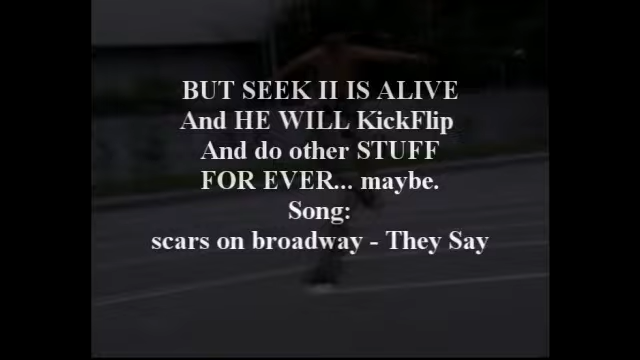 BUT SEEK II IS ALIVE
And HE WILL KickFlip
And do other STUFF
FOR EVER... maybe.
Song:
scars on broadway - They Say